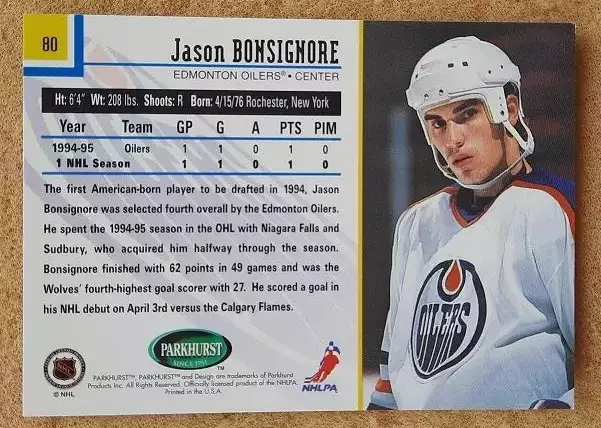 80
Jason BONSIGNORE
EDMONTON OILERS® • CENTER
Ht: 6'4" Wt: 208 lbs. Shoots: R Born: 4/15/76 Rochester, New York
Year Team GP G A PTS PIM
1994-95 Oilers 1 1 0 1 0
1 NHL Season 1 1 0 1 0
The first American-born player to be drafted in 1994, Jason
Bonsignore was selected fourth overall by the Edmonton Oilers.
He spent the 1994-95 season in the OHL with Niagara Falls and
Sudbury, who acquired him halfway through the season.
Bonsignore finished with 62 points in 49 games and was the
Wolves' fourth-highest goal scorer with 27. He scored a goal in
his NHL debut on April 3rd versus the Calgary Flames.
PARKHURST
SINCE 1951
TM
NHL
© NHL
PARKHURST™, PARKHURST™ and Design are trademarks of Parkhurst
Products Inc. All Rights Reserved. Officially licensed product of the NHL/NHLPA.
Printed in the U.S.A.
NHLPA
OILERS